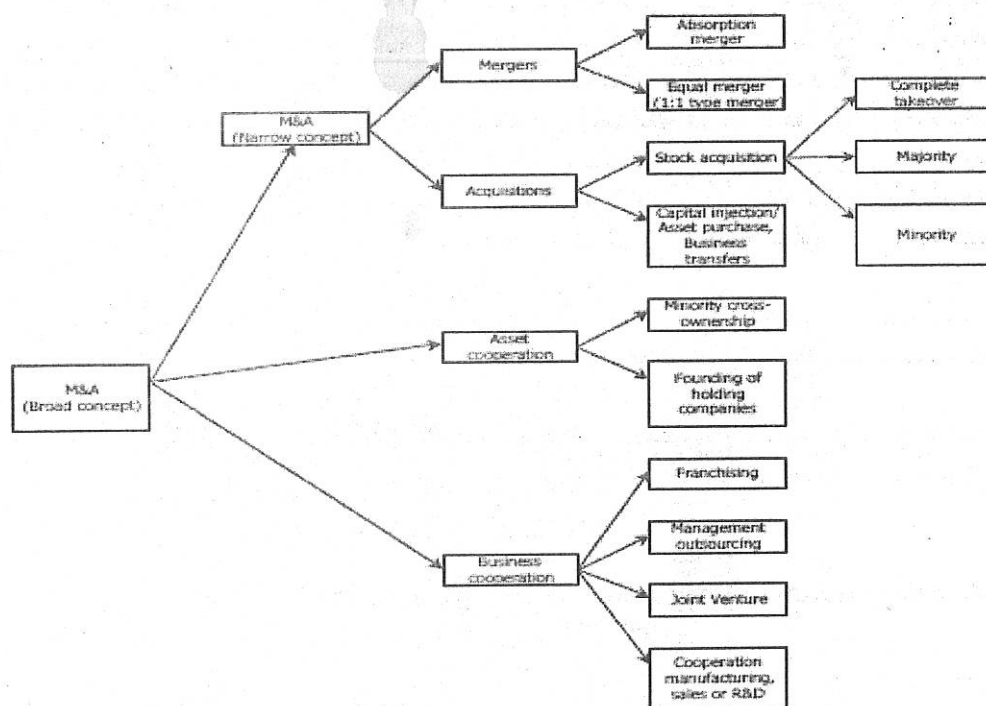 Absorption
merger
Mergers
Equal merger
(1:1 type merger)
Complete
takeover
M&A
(Narrow concept)
Stock acquisition
Majority
Acquisitions
Capital injection/
Asset purchase,
Business
transfers
Minority
Minority cross-
ownership
Asset
cooperation
M&A
(Broad concept)
Founding of
holding
companies
Franchising
Management
outsourcing
Business
cooperation
Joint Venture
Cooperation
manufacturing,
sales or R&D